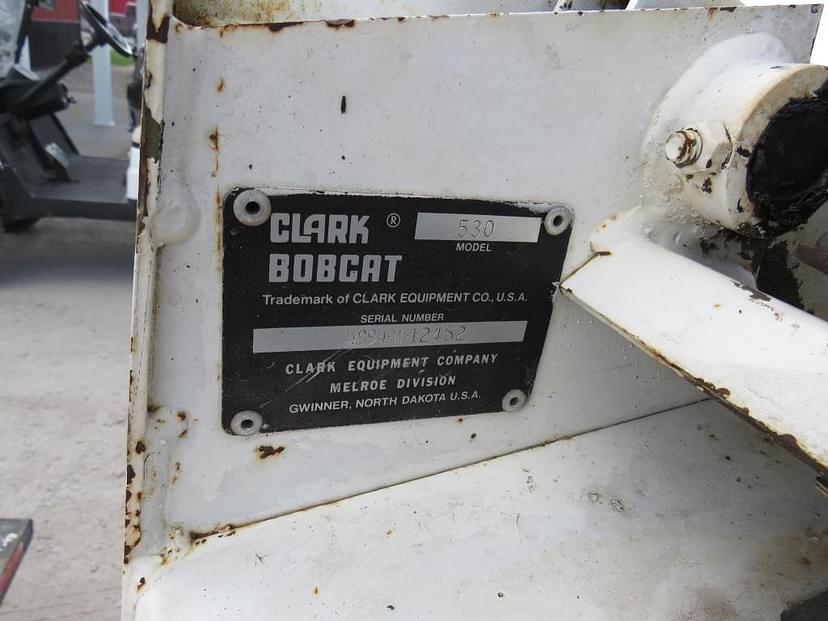 CLARK ® 530
MODEL
BOBCAT
Trademark of CLARK EQUIPMENT CO., U.S.A.
SERIAL NUMBER
CLARK EQUIPMENT COMPANY
MELROE DIVISION
GWINNER, NORTH DAKOTA U.S.A.